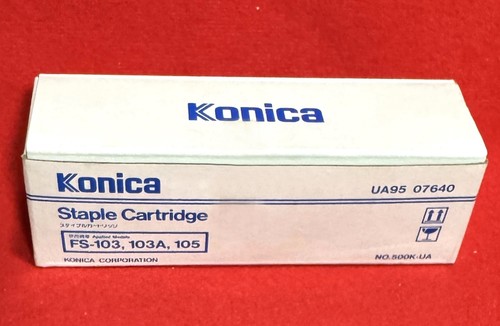 Konica
Konica
UA95 07640
Staple Cartridge
ステイプルカートリッジ
Applied Models
FS-103, 103A, 105
KONICA CORPORATION
NO.500K-UA